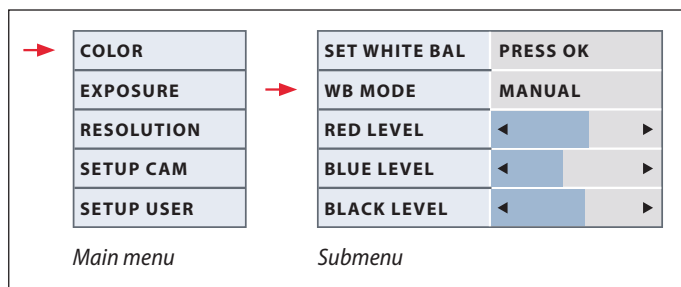 COLOR
EXPOSURE
RESOLUTION
SETUP CAM
SETUP USER
Main menu
SET WHITE BAL PRESS OK
WB MODE MANUAL
RED LEVEL
BLUE LEVEL
BLACK LEVEL
Submenu